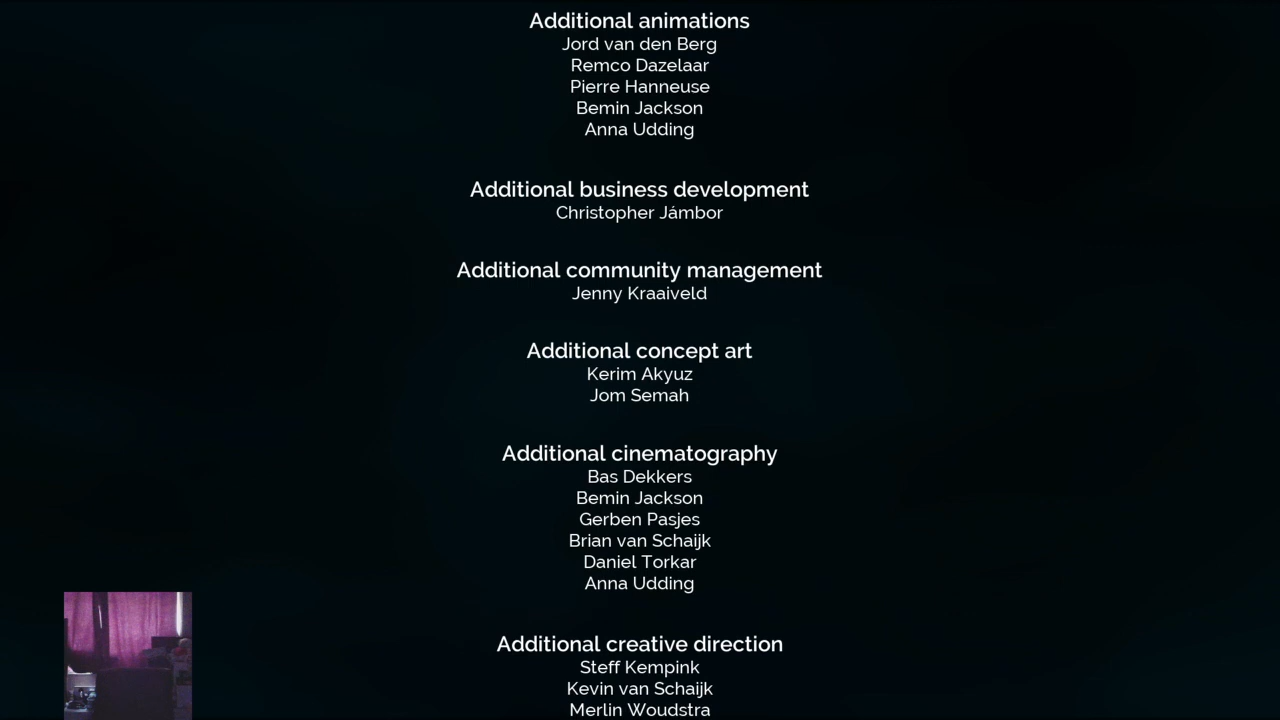 Additional animations
Jord van den Berg
Remco Dazelaar
Pierre Hanneuse
Bemin Jackson
Anna Udding
Additional business development
Christopher Jámbor
Additional community management
Jenny Kraaiveld
Additional concept art
Kerim Akyuz
Jom Semah
Additional cinematography
Bas Dekkers
Bemin Jackson
Gerben Pasjes
Brian van Schaijk
Daniel Torkar
Anna Udding
Additional creative direction
Steff Kempink
Kevin van Schaijk
Merlin Woudstra